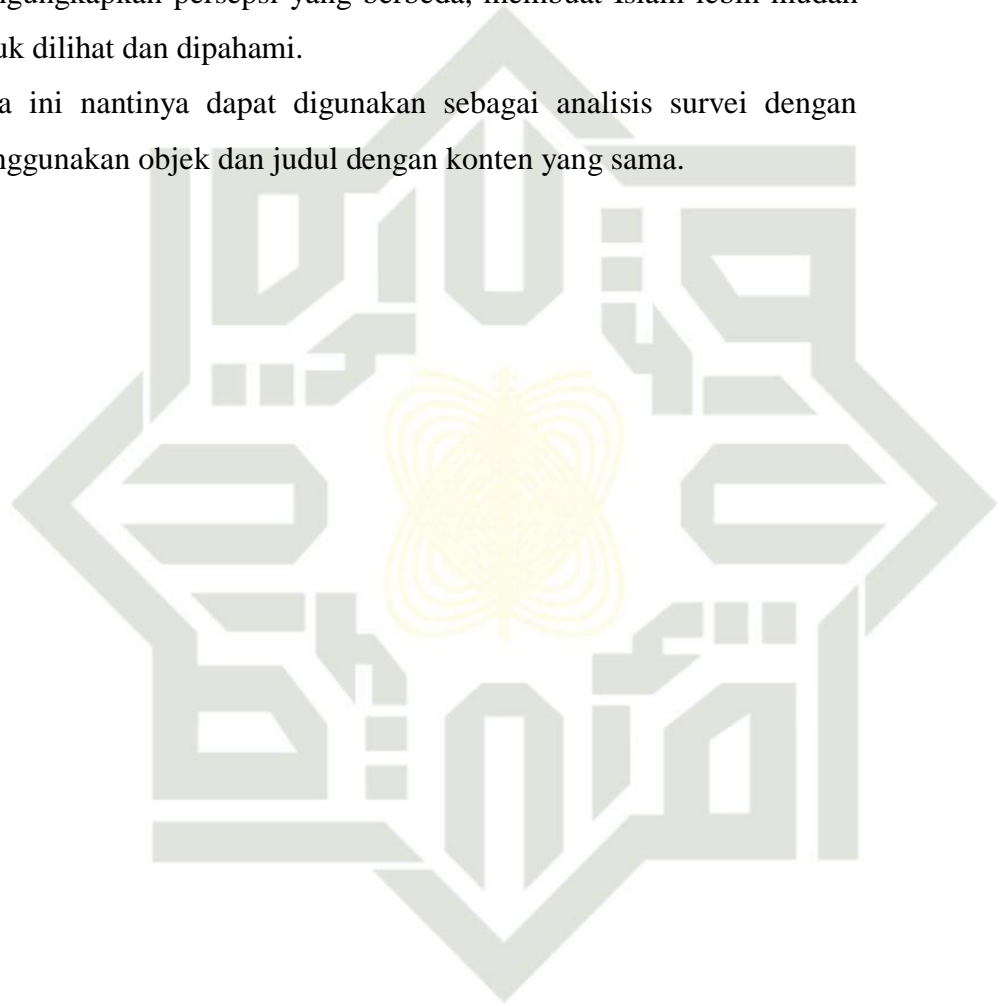 gungkapkan persepsi yang berbeda, membuat Islam lebih mudah
uk dilihat dan dipahami.
a ini nantinya dapat digunakan sebagai analisis survei dengan
nggunakan objek dan judul dengan konten yang sama.